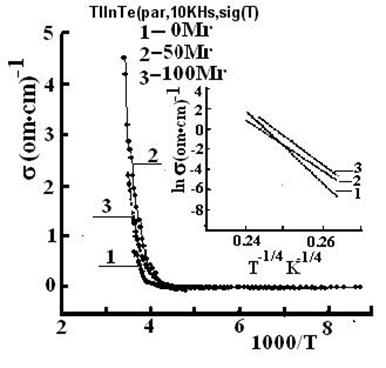 TlInTe(par,10KHs,sig(T)
1–0Mr
2–50Mr
3–100Mr
σ (om·cm)⁻¹
5
4
3
2
1
0
2
3
1
2 4 6 8 10
1000/T
ln σ (om·cm)⁻¹
4
2
0
-2
-4
-6
-8
3
2
1
0.24 0.26
T⁻¹/⁴ K⁻¹/⁴